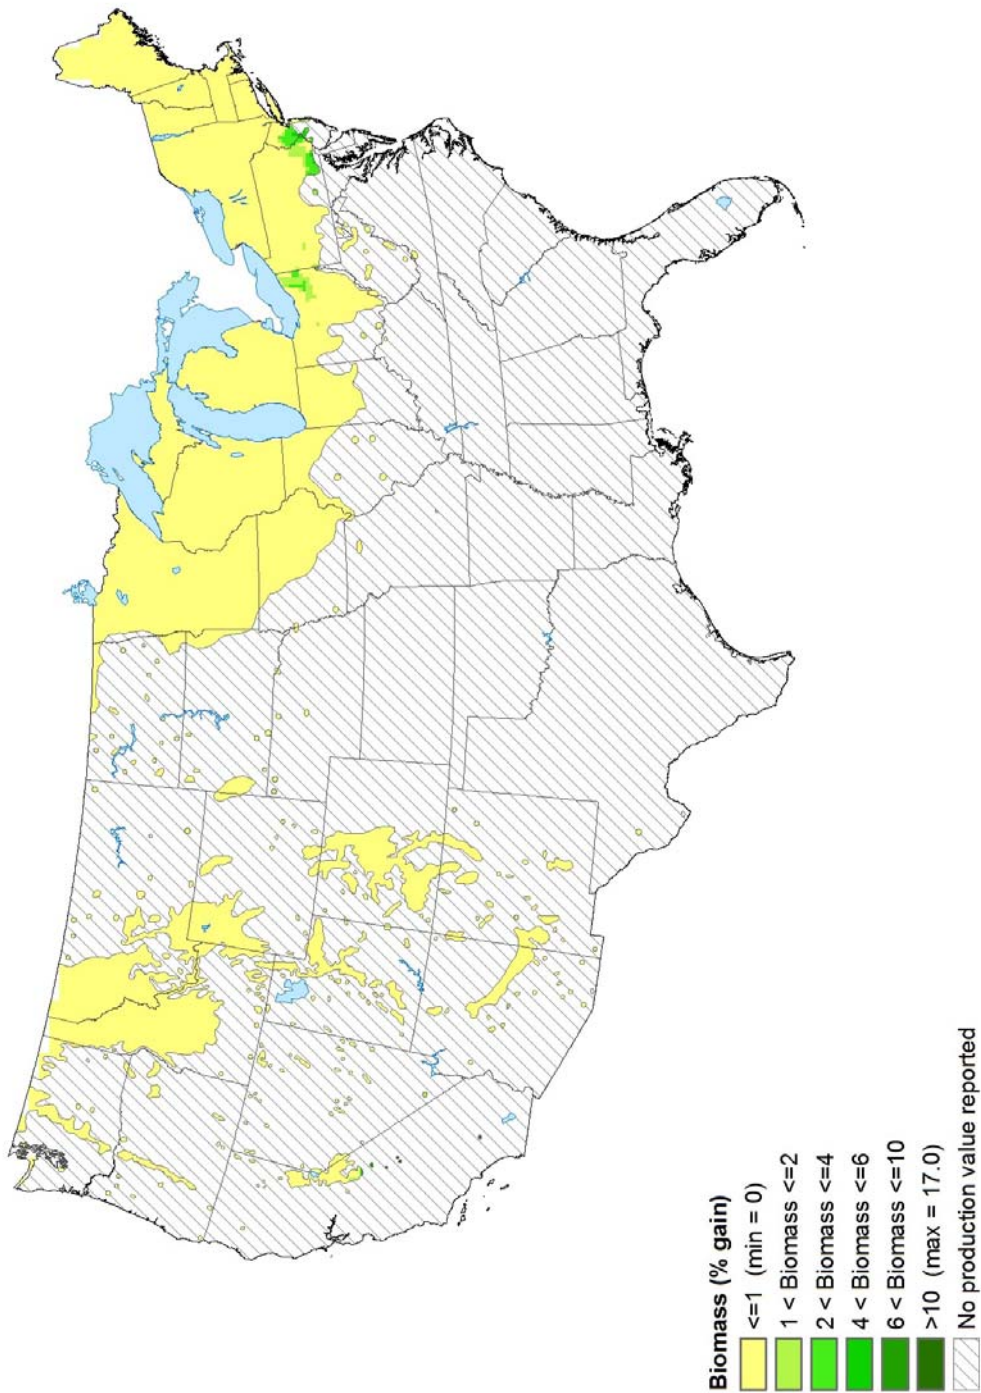 Biomass (% gain)
<=1 (min = 0)
1 < Biomass <=2
2 < Biomass <=4
4 < Biomass <=6
6 < Biomass <=10
>10 (max = 17.0)
No production value reported